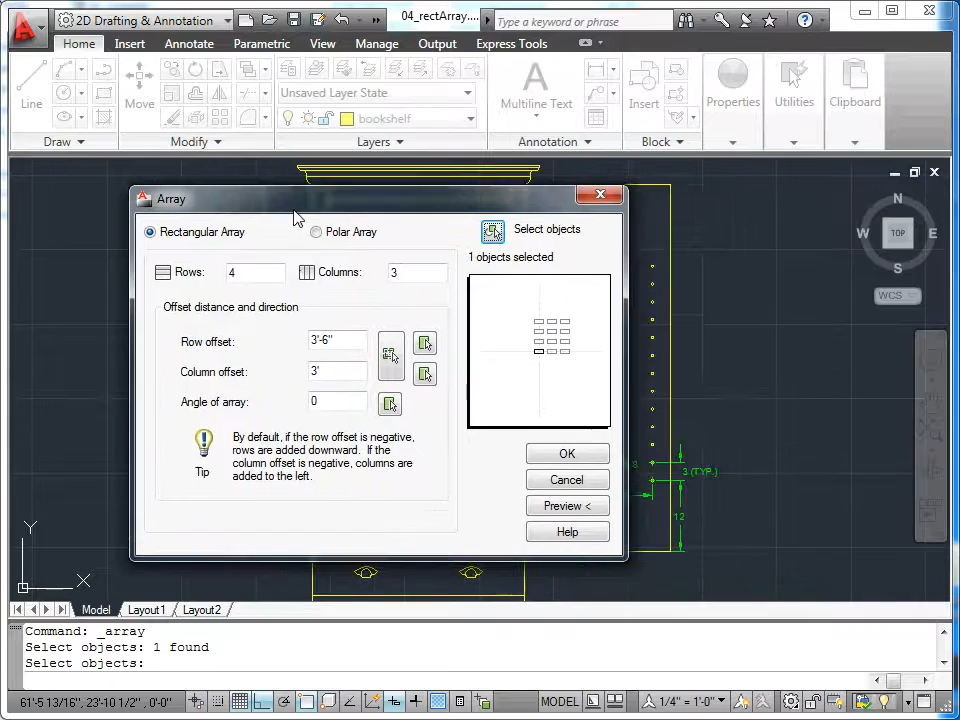 2D Drafting & Annotation
04_rectArray....
Type a keyword or phrase
Home Insert Annotate Parametric View Manage Output Express Tools
Line
Move
Unsaved Layer State
bookshelf
Multiline Text
Insert
Properties
Utilities
Clipboard
Draw Modify Layers Annotation Block
Array
Rectangular Array
Polar Array
Select objects
1 objects selected
Rows: 4
Columns: 3
Offset distance and direction
Row offset: 3'-6"
Column offset: 3'
Angle of array: 0
Tip
By default, if the row offset is negative,
rows are added downward. If the
column offset is negative, columns are
added to the left.
OK
Cancel
Preview <
Help
N
W TOP E
S
WCS
8
3 (TYP.)
12
Y
X
Model Layout1 Layout2
Command: _array
Select objects: 1 found
Select objects:
61'-5 13/16", 23'-10 1/2" , 0'-0"
MODEL
1/4" = 1'-0"